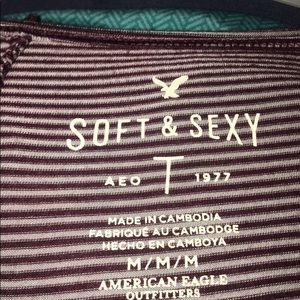 SOFT & SEXY
AEO T 1977
MADE IN CAMBODIA
FABRIQUÉ AU CAMBODGE
HECHO EN CAMBOYA
M/M/M
AMERICAN EAGLE
OUTFITTERS